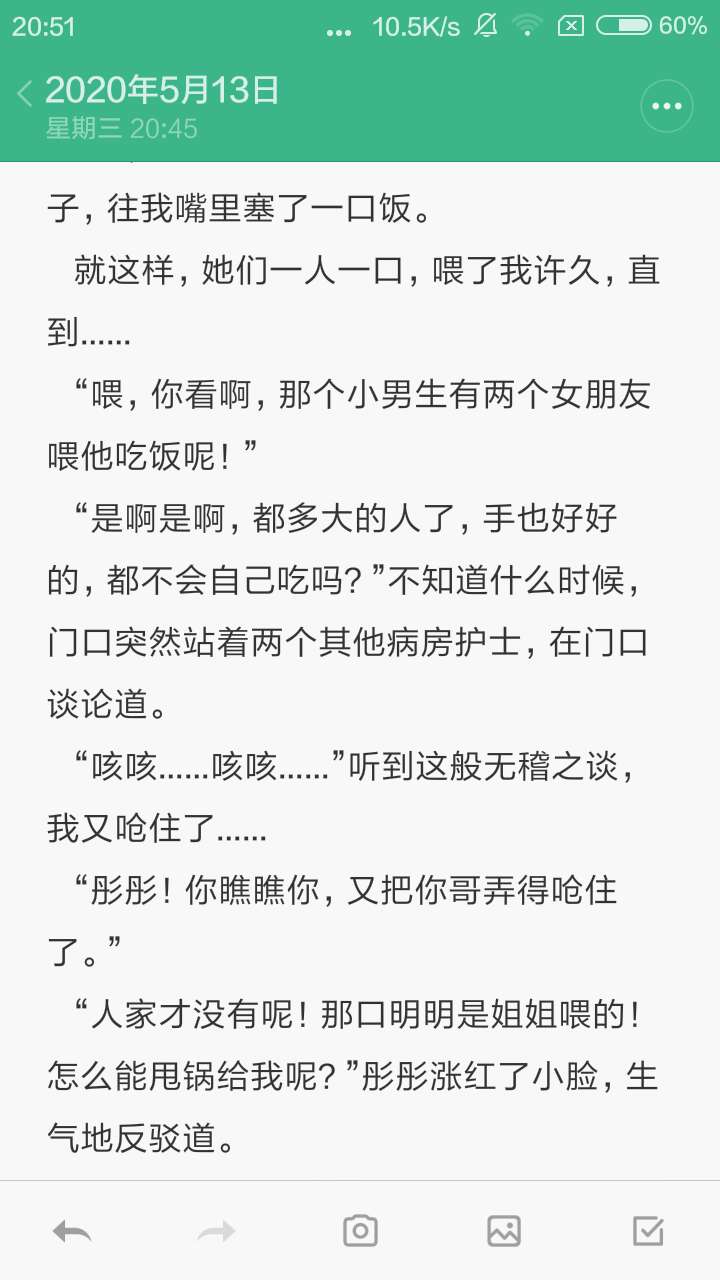 20:51
... 10.5K/s 60%
2020年5月13日
星期三 20:45
子，往我嘴里塞了一口饭。
就这样，她们一人一口，喂了我许久，直
到......
“喂，你看啊，那个小男生有两个女朋友
喂他吃饭呢！”
“是啊是啊，都多大的人了，手也好好
的，都不会自己吃吗？”不知道什么时候，
门口突然站着两个其他病房护士，在门口
谈论道。
“咳咳......咳咳......”听到这般无稽之谈，
我又呛住了......
“彤彤！你瞧瞧你，又把你哥弄得呛住
了。”
“人家才没有呢！那口明明是姐姐喂的！
怎么能甩锅给我呢？”彤彤涨红了小脸，生
气地反驳道。